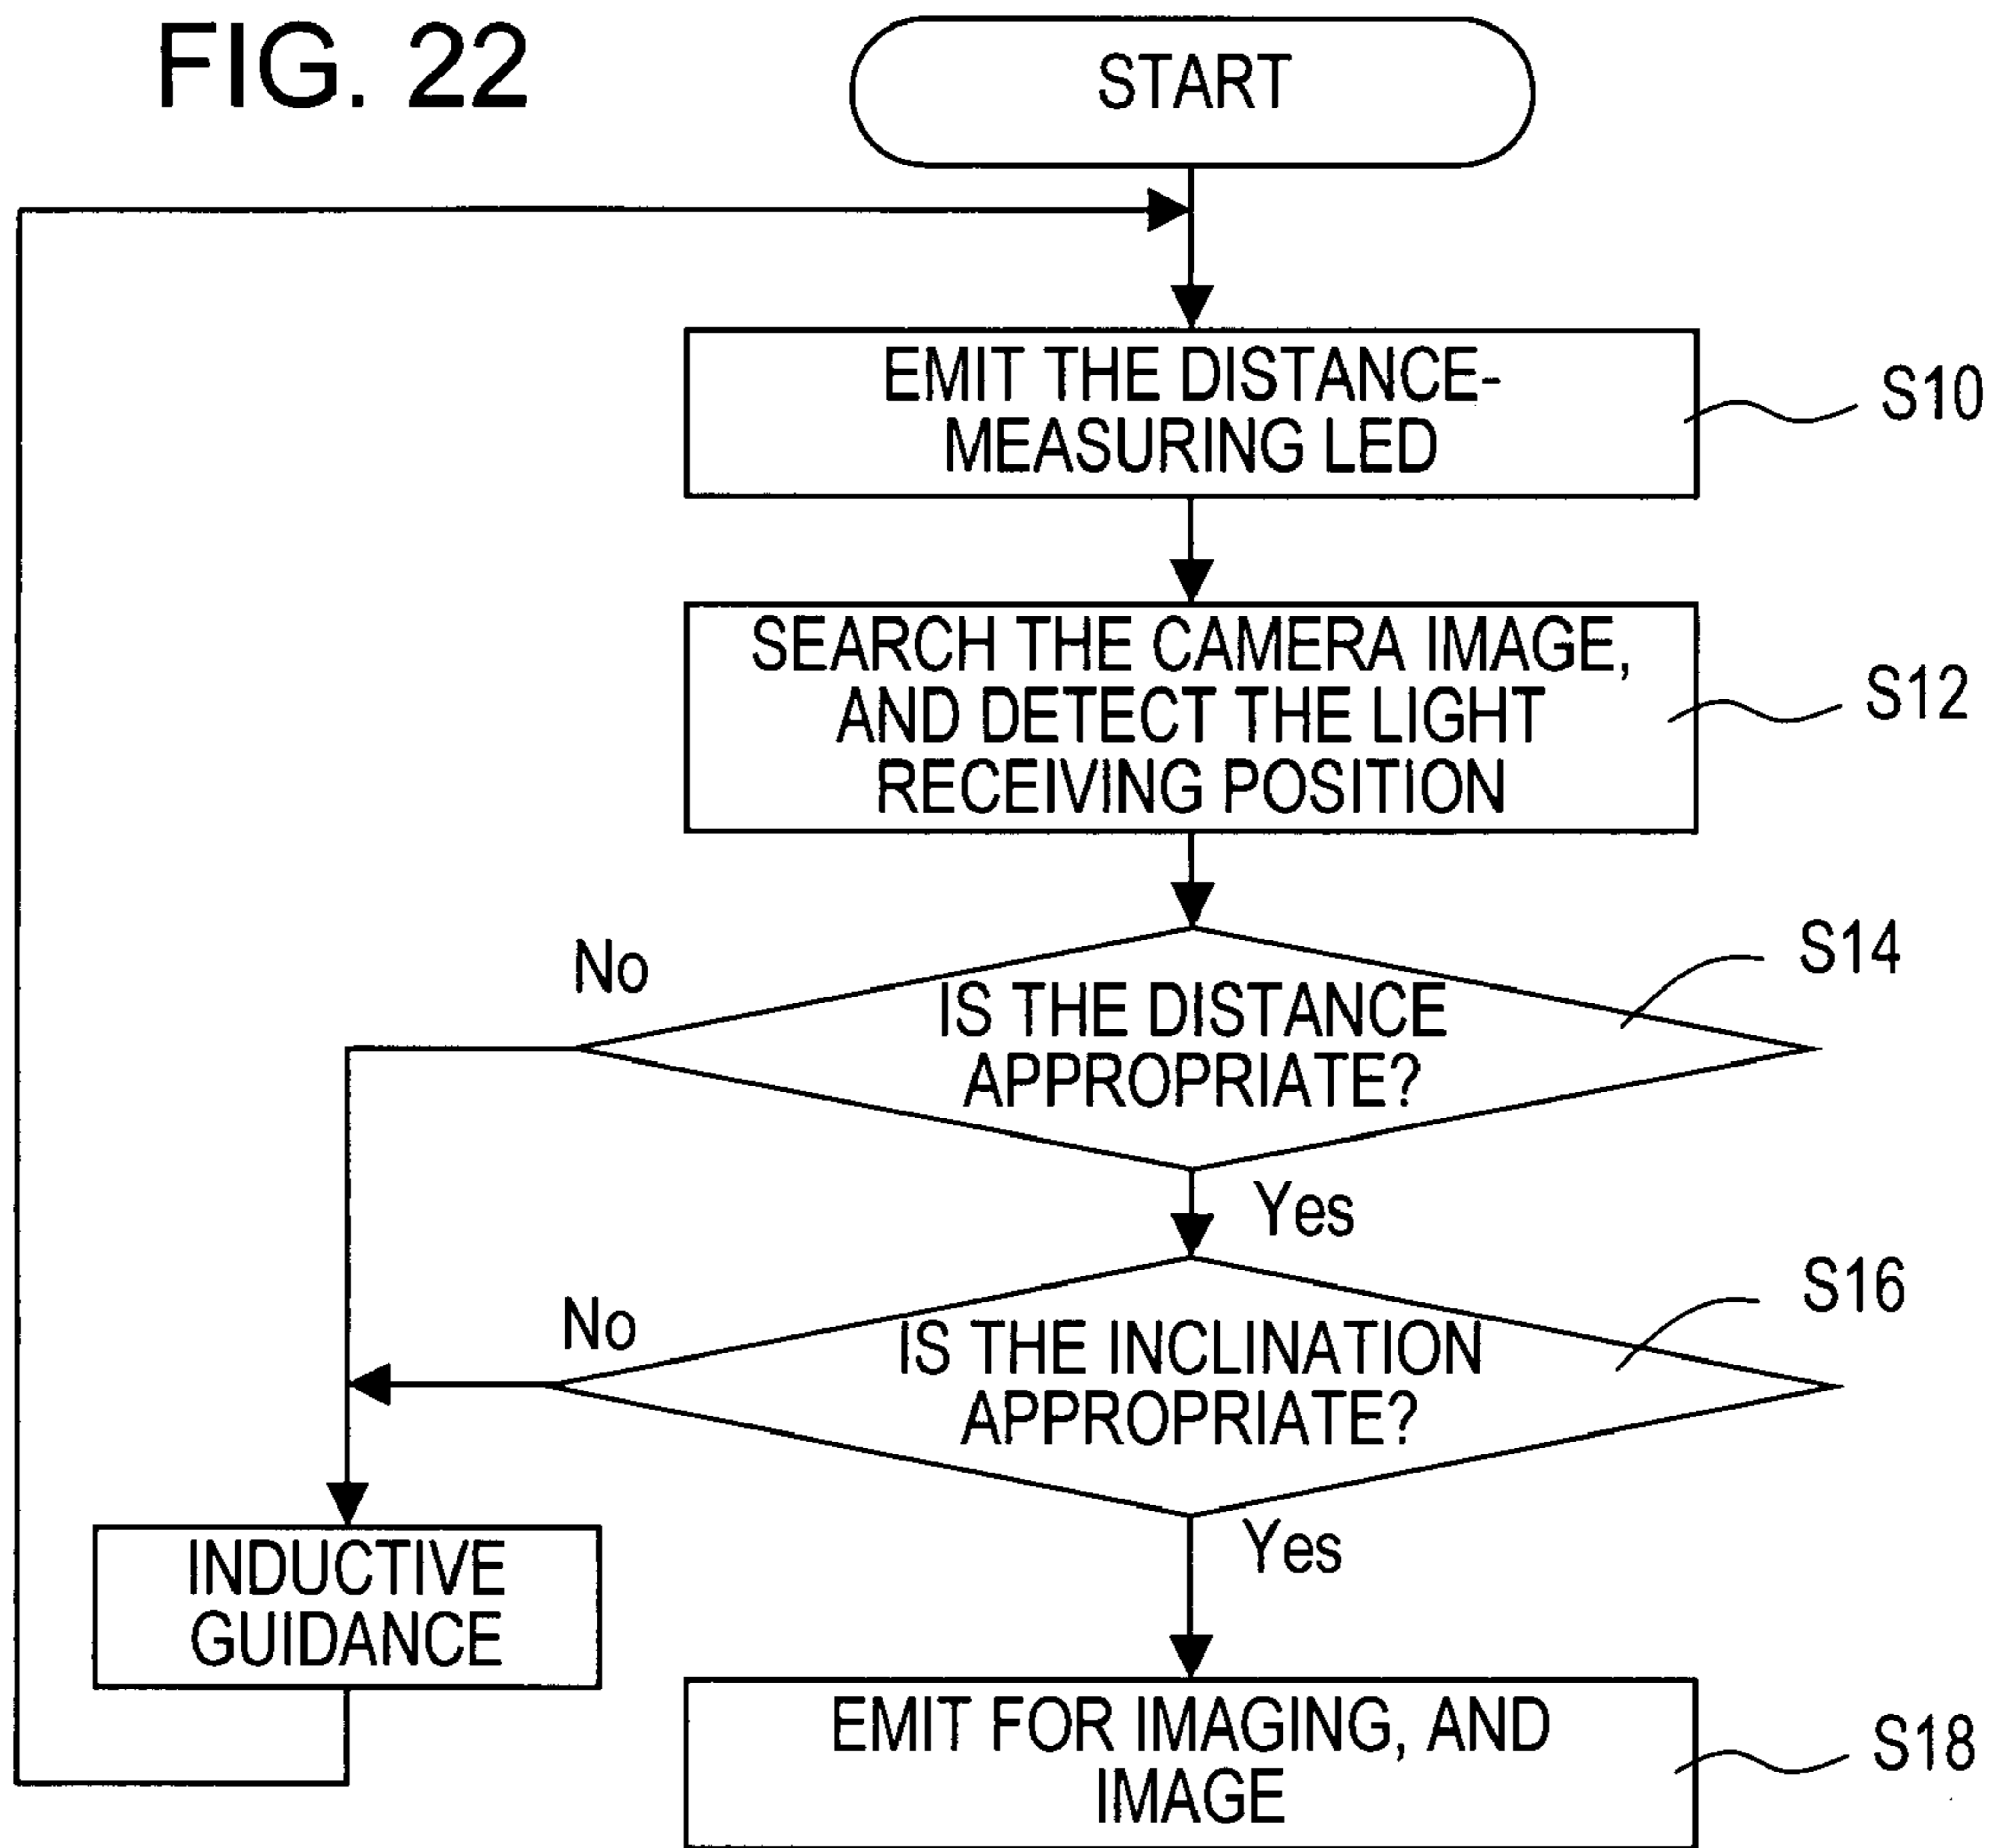 FIG. 22
START
EMIT THE DISTANCE-
MEASURING LED
S10
SEARCH THE CAMERA IMAGE,
AND DETECT THE LIGHT
RECEIVING POSITION
S12
No
IS THE DISTANCE
APPROPRIATE?
S14
Yes
No
IS THE INCLINATION
APPROPRIATE?
S16
Yes
INDUCTIVE
GUIDANCE
EMIT FOR IMAGING, AND
IMAGE
S18